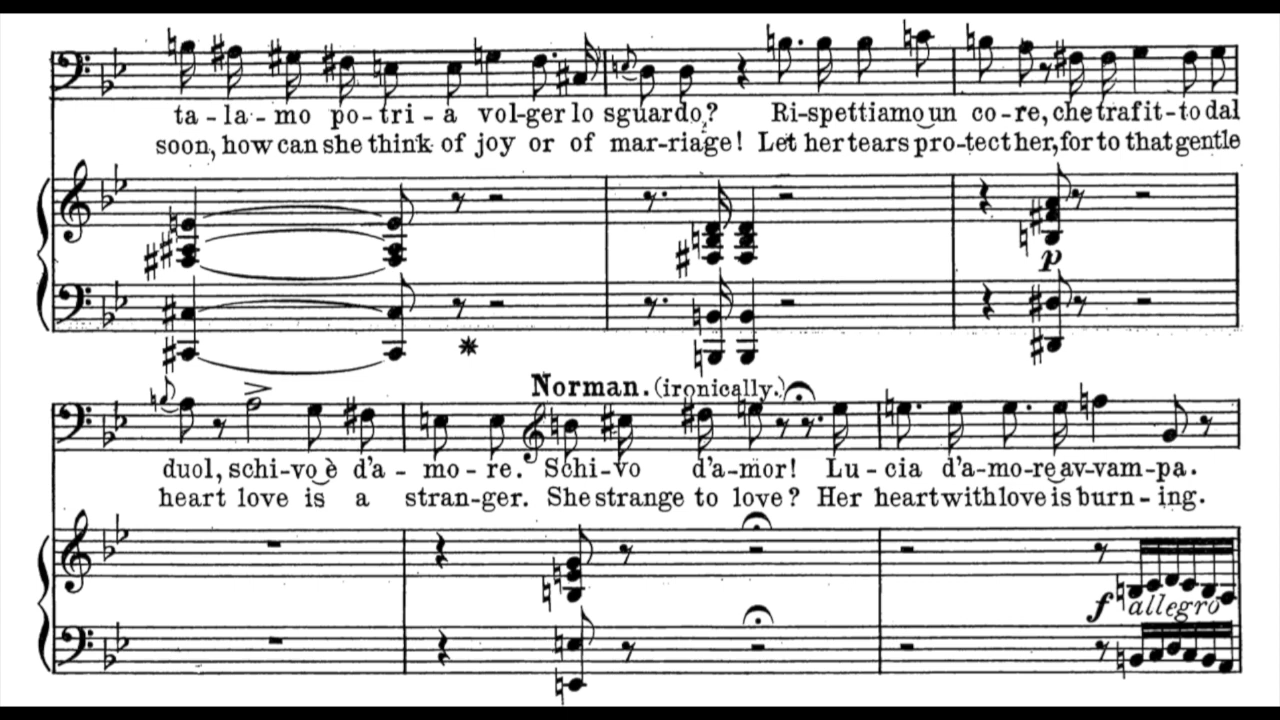 ta-la-mo po-tri-a vol-ger lo sguardo? Ri-spettiamo un co-re, che trafit-to dal
soon, how can she think of joy or of mar-riage! Let her tears pro-tect her, for to that gentle
p
Norman. (ironically.)
duol, schi-vo è d'a-mo-re. Schi-vo d'a-mor! Lu-cia d'a-mo-re av-vam-pa.
heart love is a stran-ger. She strange to love? Her heart with love is burn-ing.
f allegro